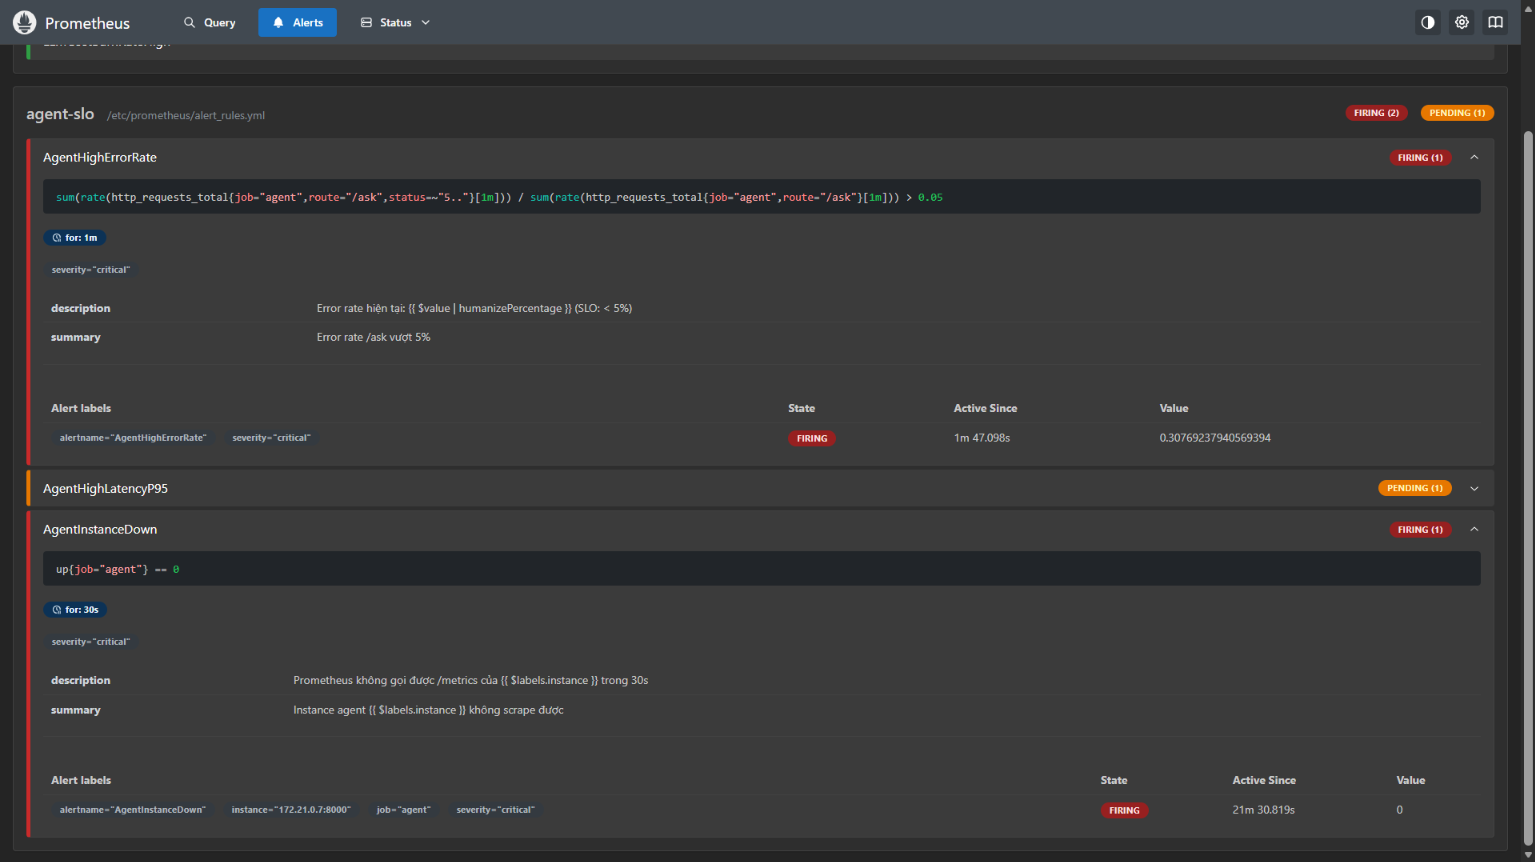 Prometheus
Query
Alerts
Status
agent-slo /etc/prometheus/alert_rules.yml
FIRING (2)
PENDING (1)
AgentHighErrorRate
FIRING (1)
sum(rate(http_requests_total{job="agent",route="/ask",status=~"5.."}[1m])) / sum(rate(http_requests_total{job="agent",route="/ask"}[1m])) > 0.05
for: 1m
severity="critical"
description Error rate hiện tại: {{ $value | humanizePercentage }} (SLO: < 5%)
summary Error rate /ask vượt 5%
Alert labels State Active Since Value
alertname="AgentHighErrorRate" severity="critical" FIRING 1m 47.098s 0.30769237940569394
AgentHighLatencyP95
PENDING (1)
AgentInstanceDown
FIRING (1)
up{job="agent"} == 0
for: 30s
severity="critical"
description Prometheus không gọi được /metrics của {{ $labels.instance }} trong 30s
summary Instance agent {{ $labels.instance }} không scrape được
Alert labels State Active Since Value
alertname="AgentInstanceDown" instance="172.21.0.7:8000" job="agent" severity="critical" FIRING 21m 30.819s 0